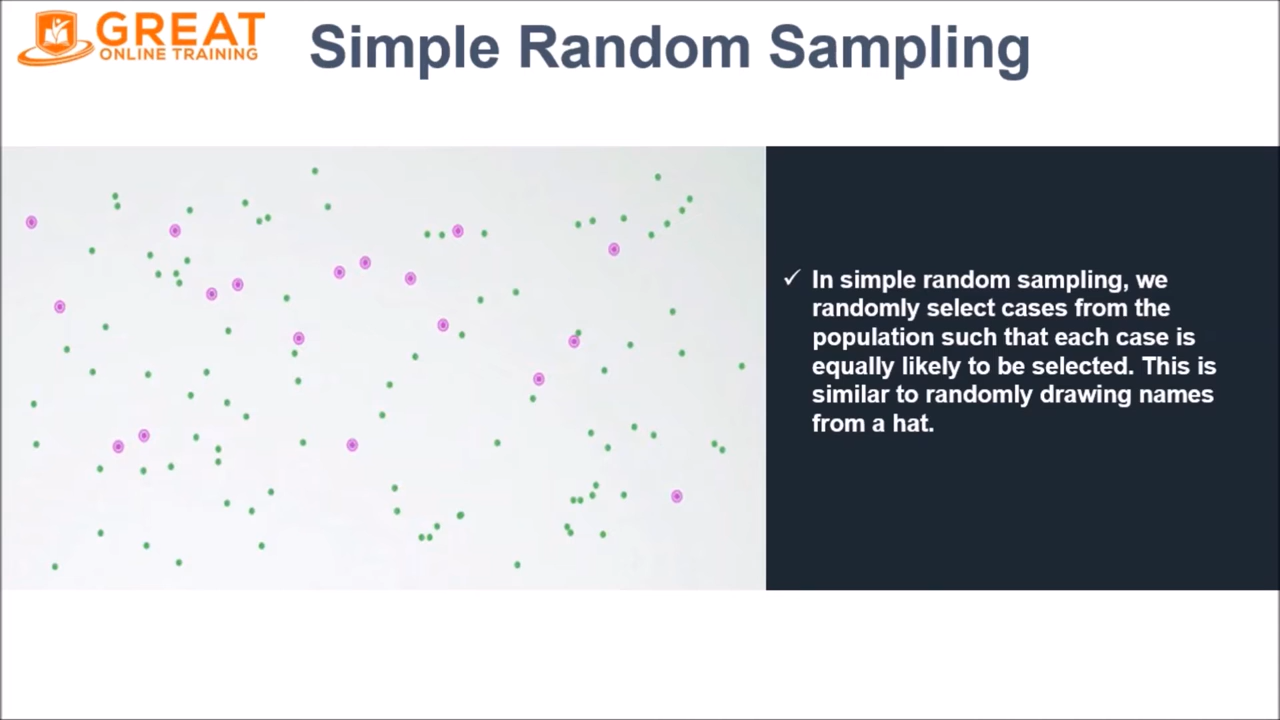 GREAT
ONLINE TRAINING
Simple Random Sampling
✓ In simple random sampling, we
randomly select cases from the
population such that each case is
equally likely to be selected. This is
similar to randomly drawing names
from a hat.